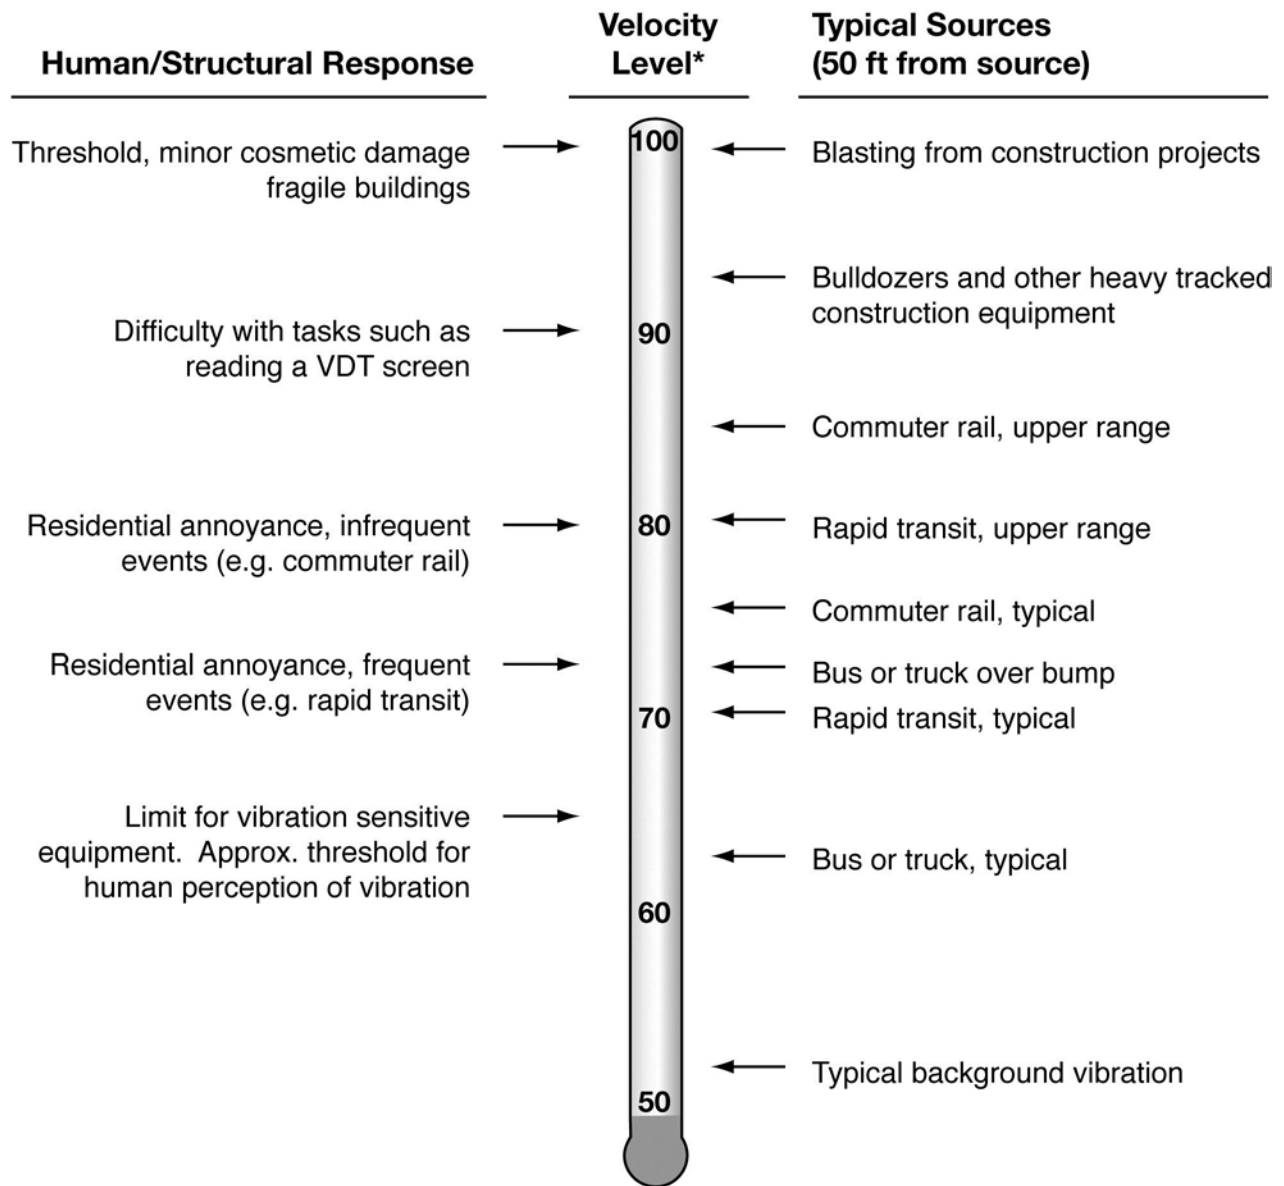 Human/Structural Response
Velocity
Level*
Typical Sources
(50 ft from source)
Threshold, minor cosmetic damage
fragile buildings
100
Blasting from construction projects
Bulldozers and other heavy tracked
construction equipment
Difficulty with tasks such as
reading a VDT screen
90
Commuter rail, upper range
Residential annoyance, infrequent
events (e.g. commuter rail)
80
Rapid transit, upper range
Commuter rail, typical
Residential annoyance, frequent
events (e.g. rapid transit)
Bus or truck over bump
70
Rapid transit, typical
Limit for vibration sensitive
equipment. Approx. threshold for
human perception of vibration
Bus or truck, typical
60
Typical background vibration
50